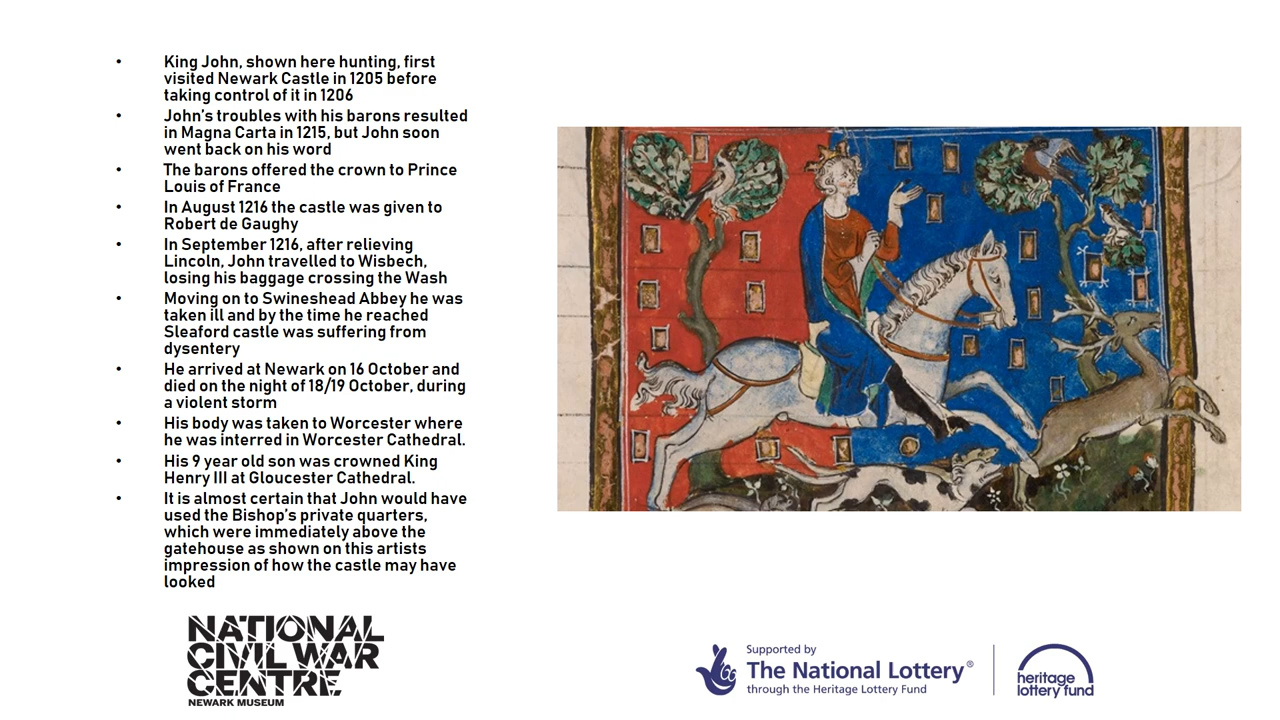 • King John, shown here hunting, first
visited Newark Castle in 1205 before
taking control of it in 1206
• John's troubles with his barons resulted
in Magna Carta in 1215, but John soon
went back on his word
• The barons offered the crown to Prince
Louis of France
• In August 1216 the castle was given to
Robert de Gaughy
• In September 1216, after relieving
Lincoln, John travelled to Wisbech,
losing his baggage crossing the Wash
• Moving on to Swineshead Abbey he was
taken ill and by the time he reached
Sleaford castle was suffering from
dysentery
• He arrived at Newark on 16 October and
died on the night of 18/19 October, during
a violent storm
• His body was taken to Worcester where
he was interred in Worcester Cathedral.
• His 9 year old son was crowned King
Henry III at Gloucester Cathedral.
• It is almost certain that John would have
used the Bishop's private quarters,
which were immediately above the
gatehouse as shown on this artists
impression of how the castle may have
looked
NATIONAL
CIVIL WAR
CENTRE
NEWARK MUSEUM
Supported by
The National Lottery®
through the Heritage Lottery Fund
heritage
lottery fund